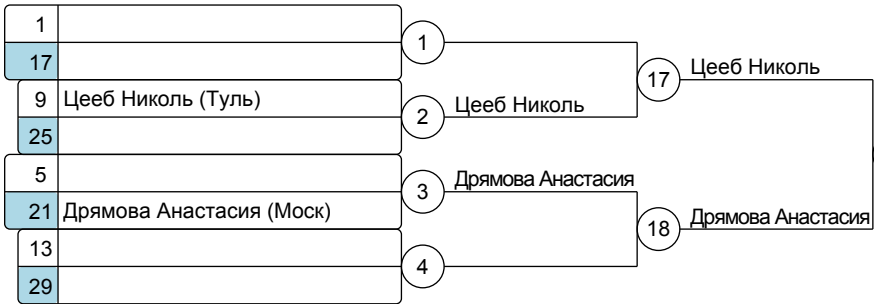 1
1
17
17 Цееб Николь
9 Цееб Николь (Туль)
2 Цееб Николь
25
5
3 Дрямова Анастасия
21 Дрямова Анастасия (Моск)
18 Дрямова Анастасия
13
4
29